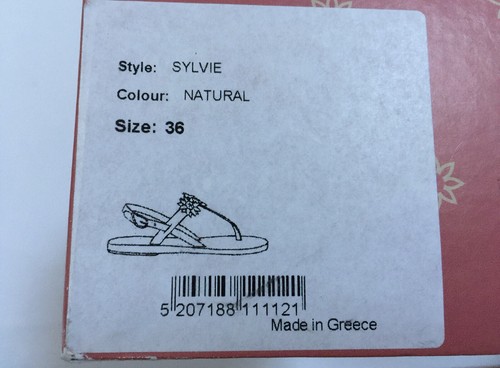 Style: SYLVIE
Colour: NATURAL
Size: 36
5 207188 111121
Made in Greece